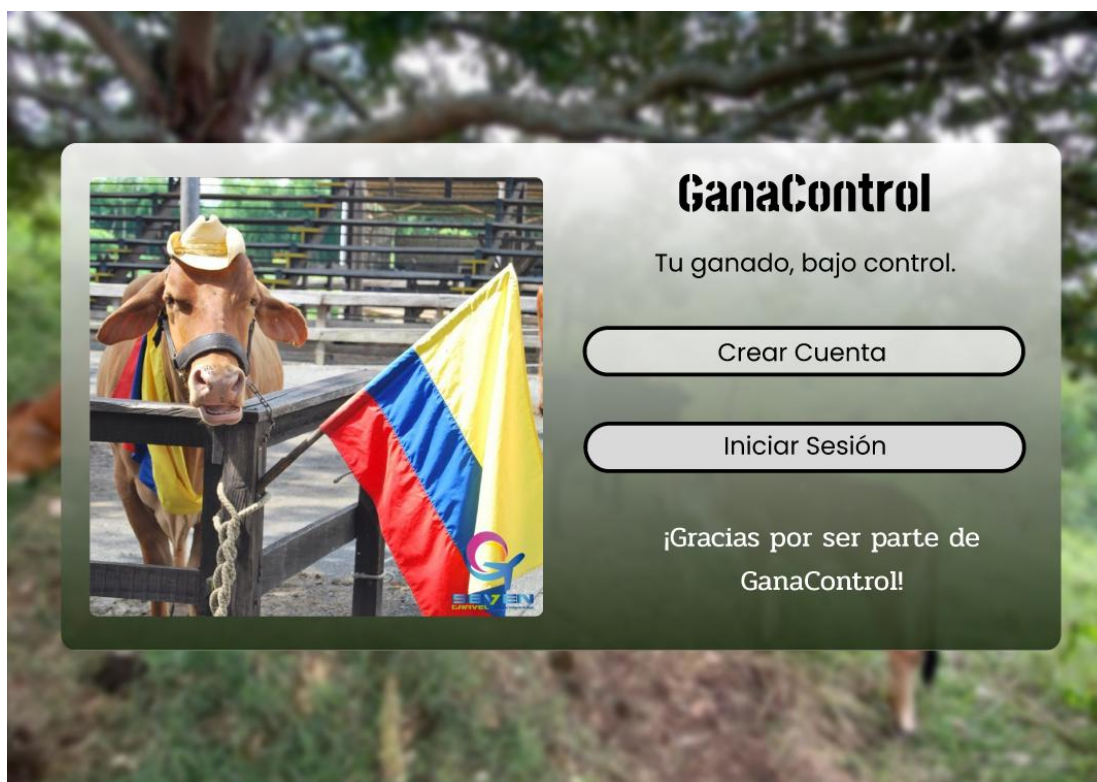 GanaControl
Tu ganado, bajo control.
Crear Cuenta
Iniciar Sesión
¡Gracias por ser parte de
GanaControl!
SEVEN